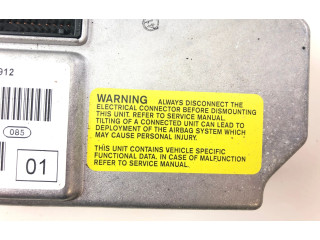 912
WARNING ALWAYS DISCONNECT THE
ELECTRICAL CONNECTOR BEFORE DISMOUNTING
THIS UNIT. REFER TO SERVICE MANUAL.
TILTING OF A CONNECTED UNIT CAN LEAD TO
DEPLOYMENT OF THE AIRBAG SYSTEM WHICH
MAY CAUSE PERSONAL INJURY.
THIS UNIT CONTAINS VEHICLE SPECIFIC
FUNCTIONAL DATA. IN CASE OF MALFUNCTION
REFER TO SERVICE MANUAL.
085
01